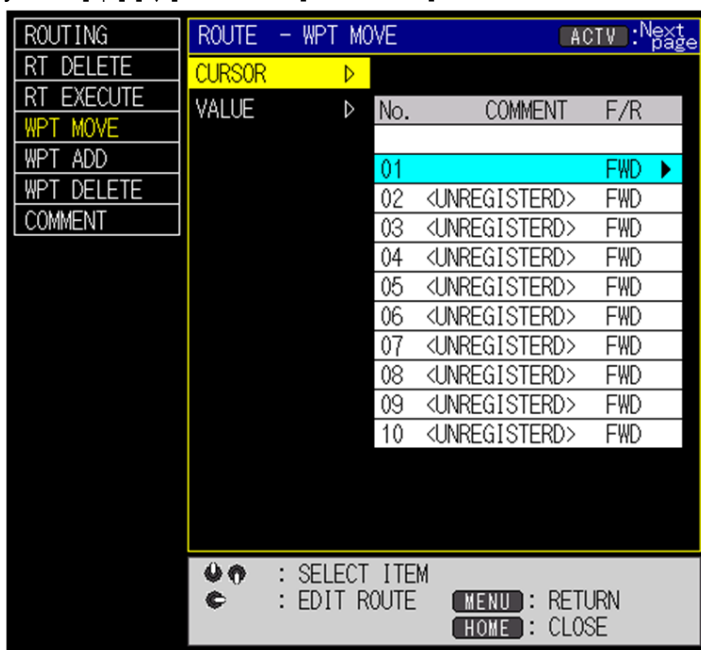 ROUTING
RT DELETE
RT EXECUTE
WPT MOVE
WPT ADD
WPT DELETE
COMMENT
ROUTE - WPT MOVE ACTV :Next page
CURSOR
VALUE
No. COMMENT F/R
01 FWD
02 <UNREGISTERD> FWD
03 <UNREGISTERD> FWD
04 <UNREGISTERD> FWD
05 <UNREGISTERD> FWD
06 <UNREGISTERD> FWD
07 <UNREGISTERD> FWD
08 <UNREGISTERD> FWD
09 <UNREGISTERD> FWD
10 <UNREGISTERD> FWD
: SELECT ITEM
: EDIT ROUTE MENU : RETURN
HOME : CLOSE